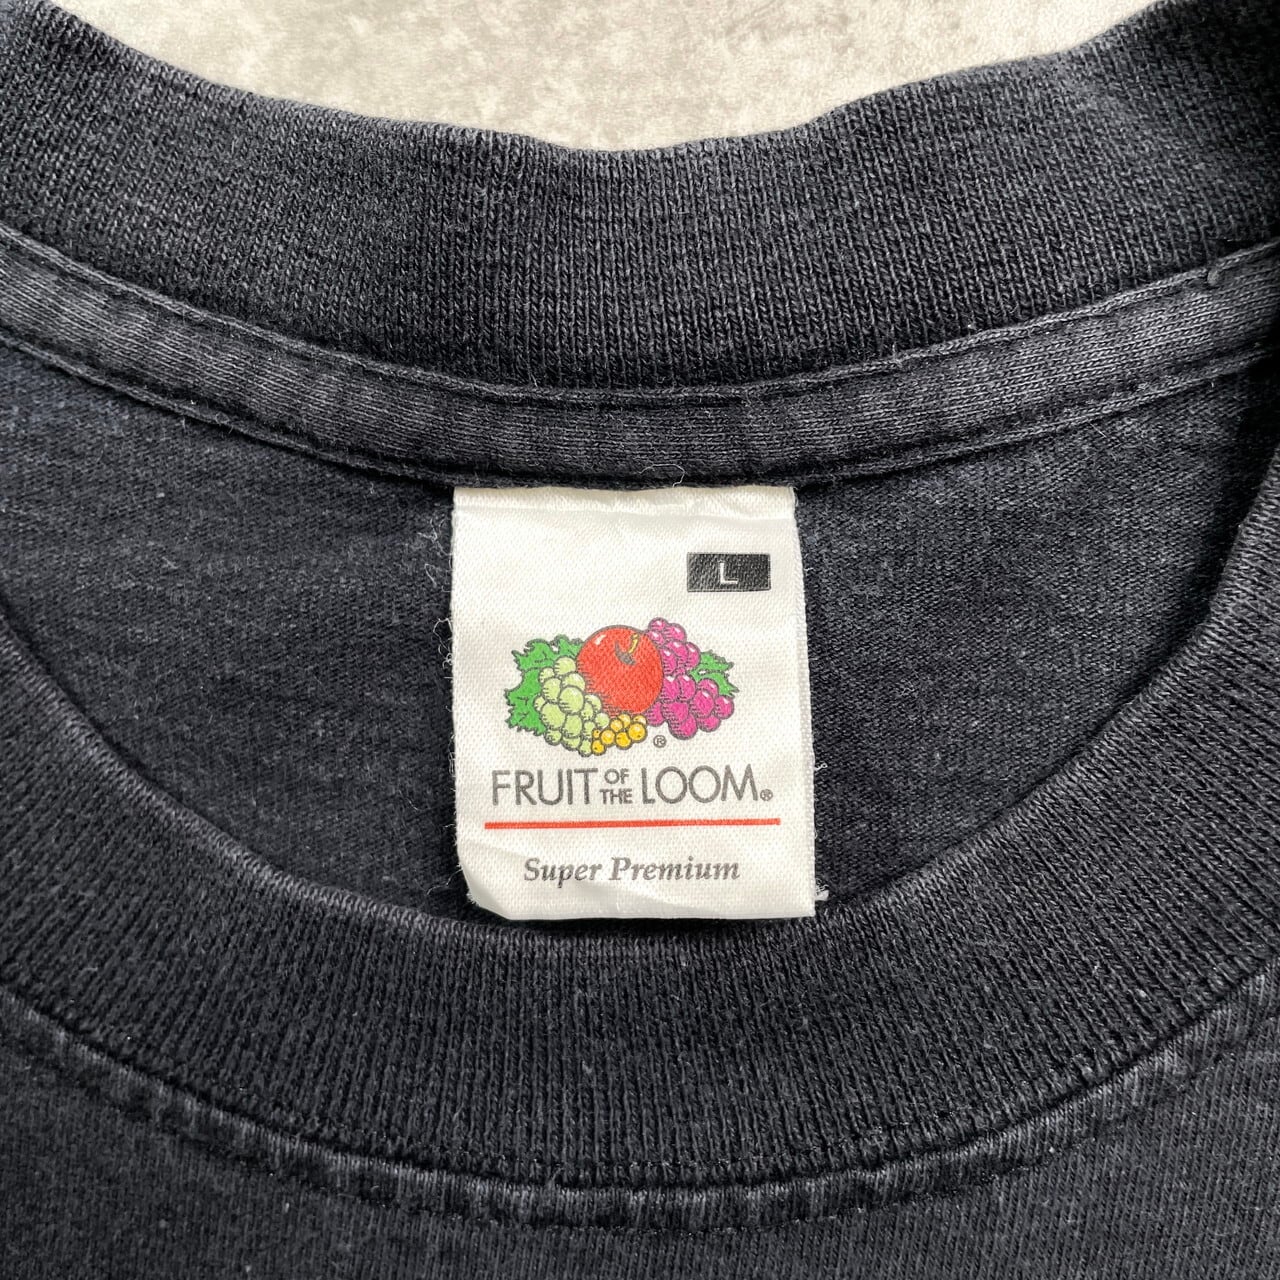 L
®
FRUIT OF THE LOOM®
Super Premium